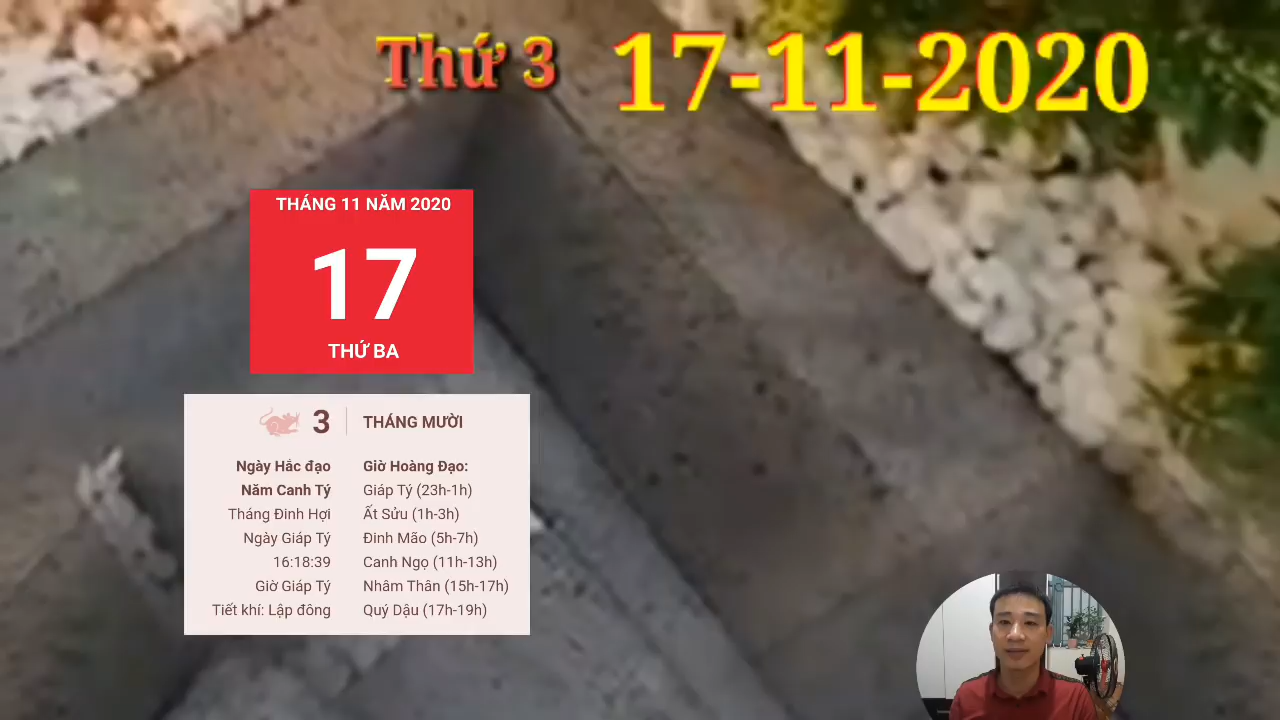 Thứ 3 17-11-2020
THÁNG 11 NĂM 2020
17
THỨ BA
3 THÁNG MƯỜI
Ngày Hắc đạo
Năm Canh Tý
Tháng Đinh Hợi
Ngày Giáp Tý
16:18:39
Giờ Giáp Tý
Tiết khí: Lập đông
Giờ Hoàng Đạo:
Giáp Tý (23h-1h)
Ất Sửu (1h-3h)
Đinh Mão (5h-7h)
Canh Ngọ (11h-13h)
Nhâm Thân (15h-17h)
Quý Dậu (17h-19h)